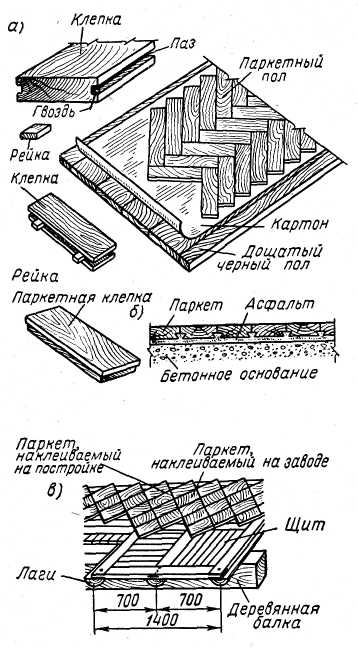 а)
Клепка
Паз
Гвоздь
Рейка
Паркетный
пол
Клепка
Картон
Дощатый
черный пол
Рейка
Паркетная клепка
б)
Паркет
Асфальт
Бетонное основание
в)
Паркет,
наклеиваемый
на постройке
Паркет,
наклеиваемый на заводе
Щит
Лаги
700
700
1400
Деревянная
балка